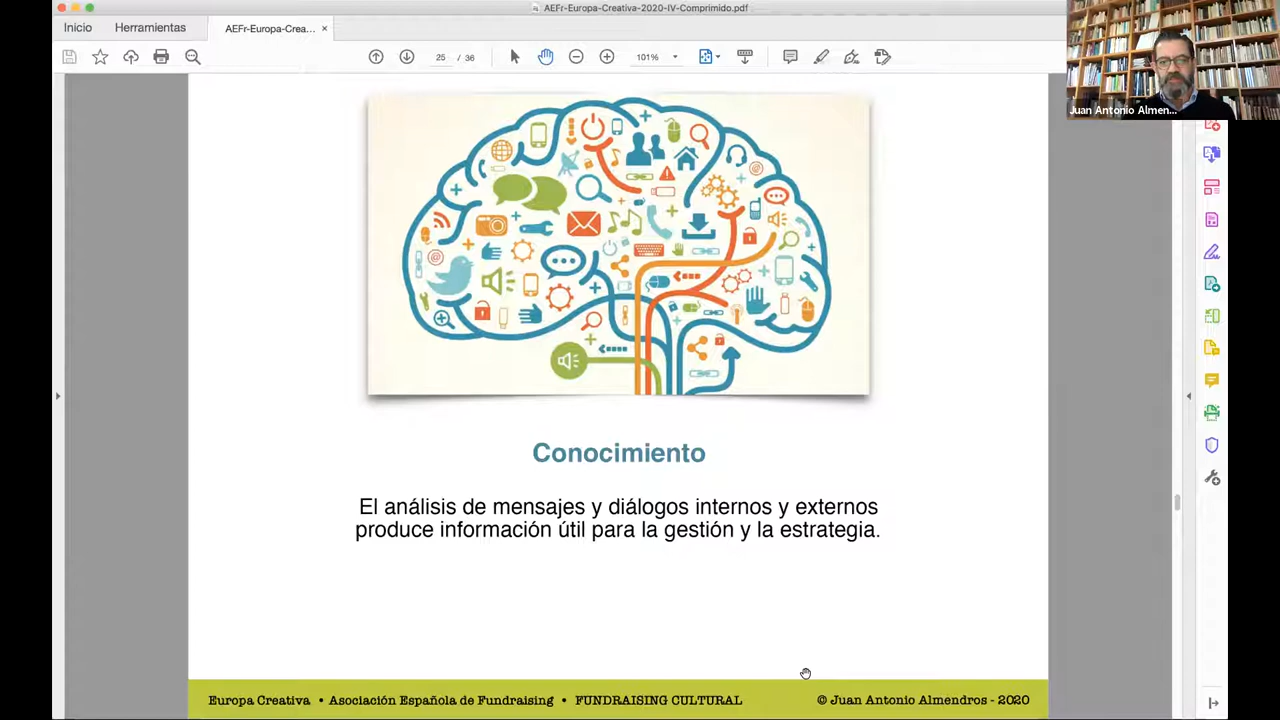 AEFr-Europa-Creativa-2020-IV-Comprimido.pdf
Inicio
Herramientas
AEFr-Europa-Crea... ×
25 / 36
101%
Juan Antonio Almen...
Conocimiento
El análisis de mensajes y diálogos internos y externos
produce información útil para la gestión y la estrategia.
Europa Creativa • Asociación Española de Fundraising • FUNDRAISING CULTURAL
© Juan Antonio Almendros - 2020